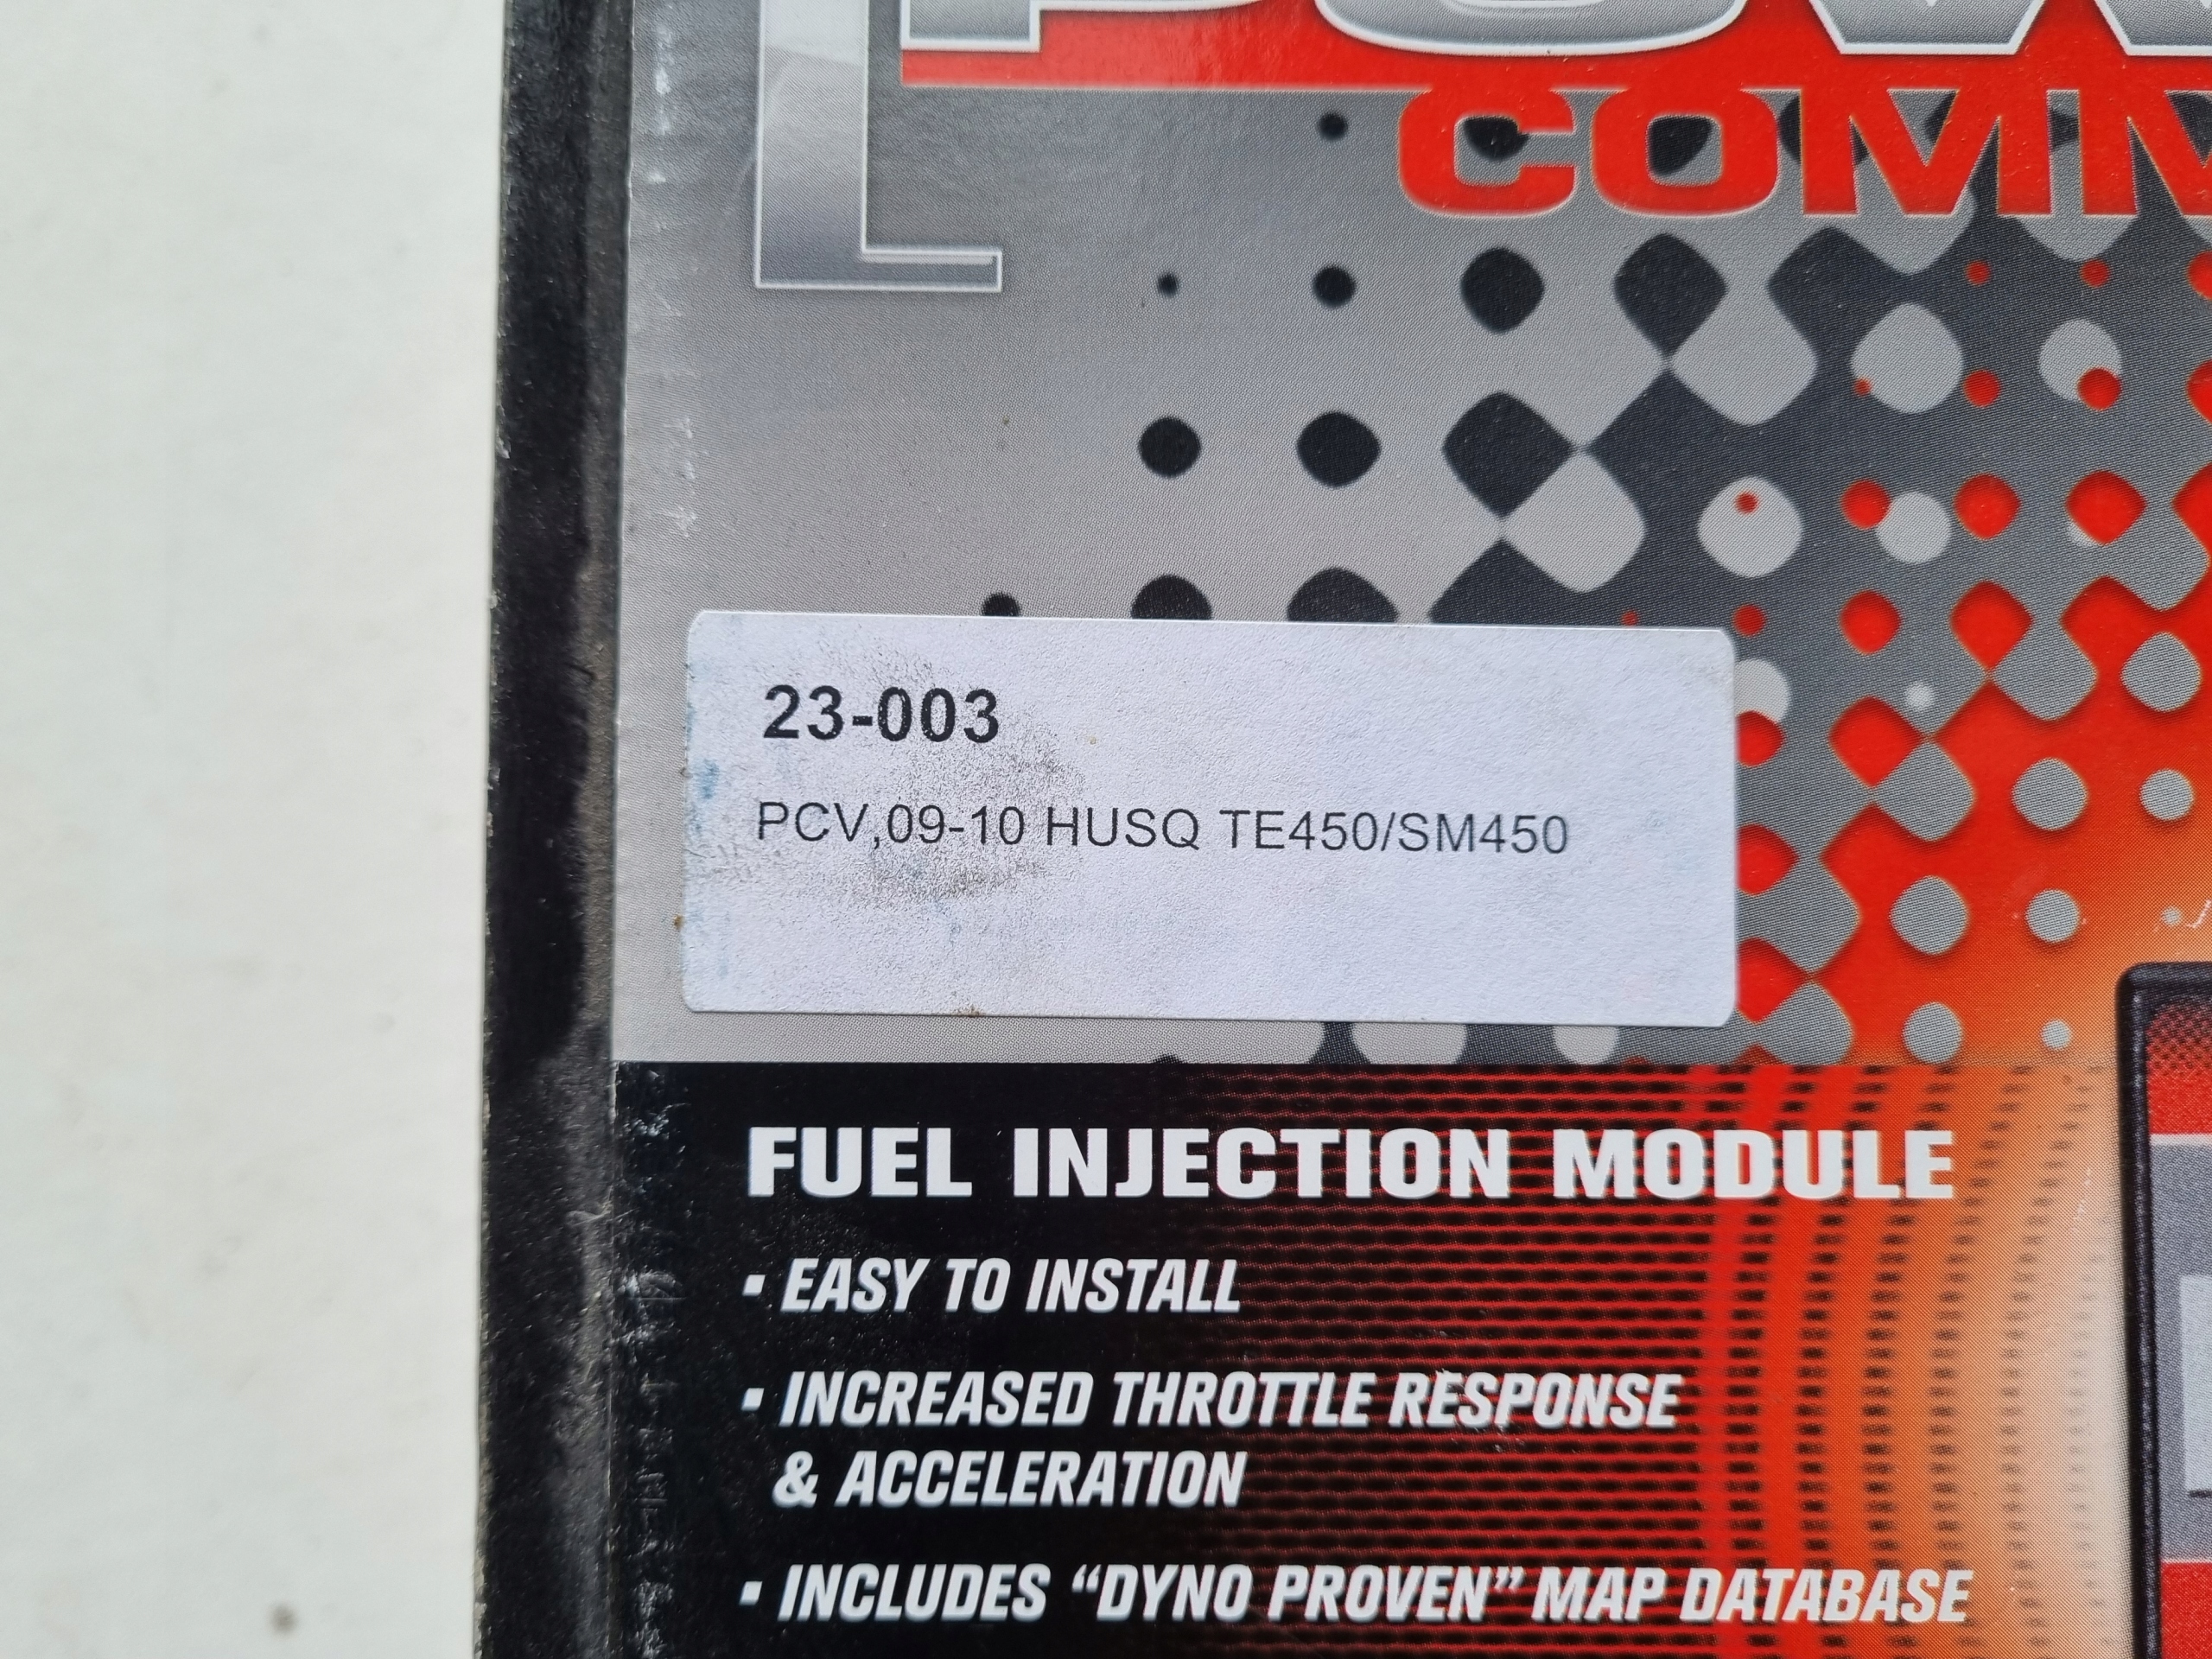 COMM
23-003
PCV,09-10 HUSQ TE450/SM450
FUEL INJECTION MODULE
· EASY TO INSTALL
· INCREASED THROTTLE RESPONSE
& ACCELERATION
· INCLUDES “DYNO PROVEN” MAP DATABASE